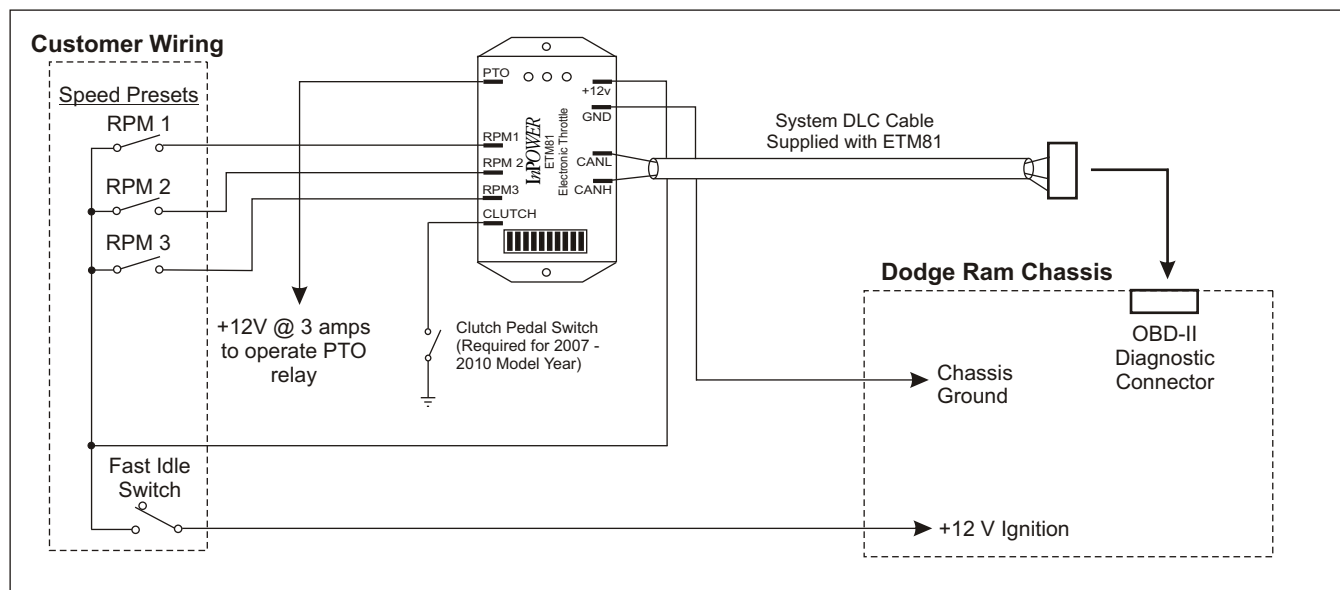 Customer Wiring
Speed Presets
RPM 1
RPM 2
RPM 3
Fast Idle
Switch
PTO
+12v
GND
RPM1
RPM 2
RPM3
CLUTCH
CANL
CANH
InPOWER
ETM81
Electronic Throttle
+12V @ 3 amps
to operate PTO
relay
Clutch Pedal Switch
(Required for 2007 -
2010 Model Year)
System DLC Cable
Supplied with ETM81
Dodge Ram Chassis
OBD-II
Diagnostic
Connector
Chassis
Ground
+12 V Ignition